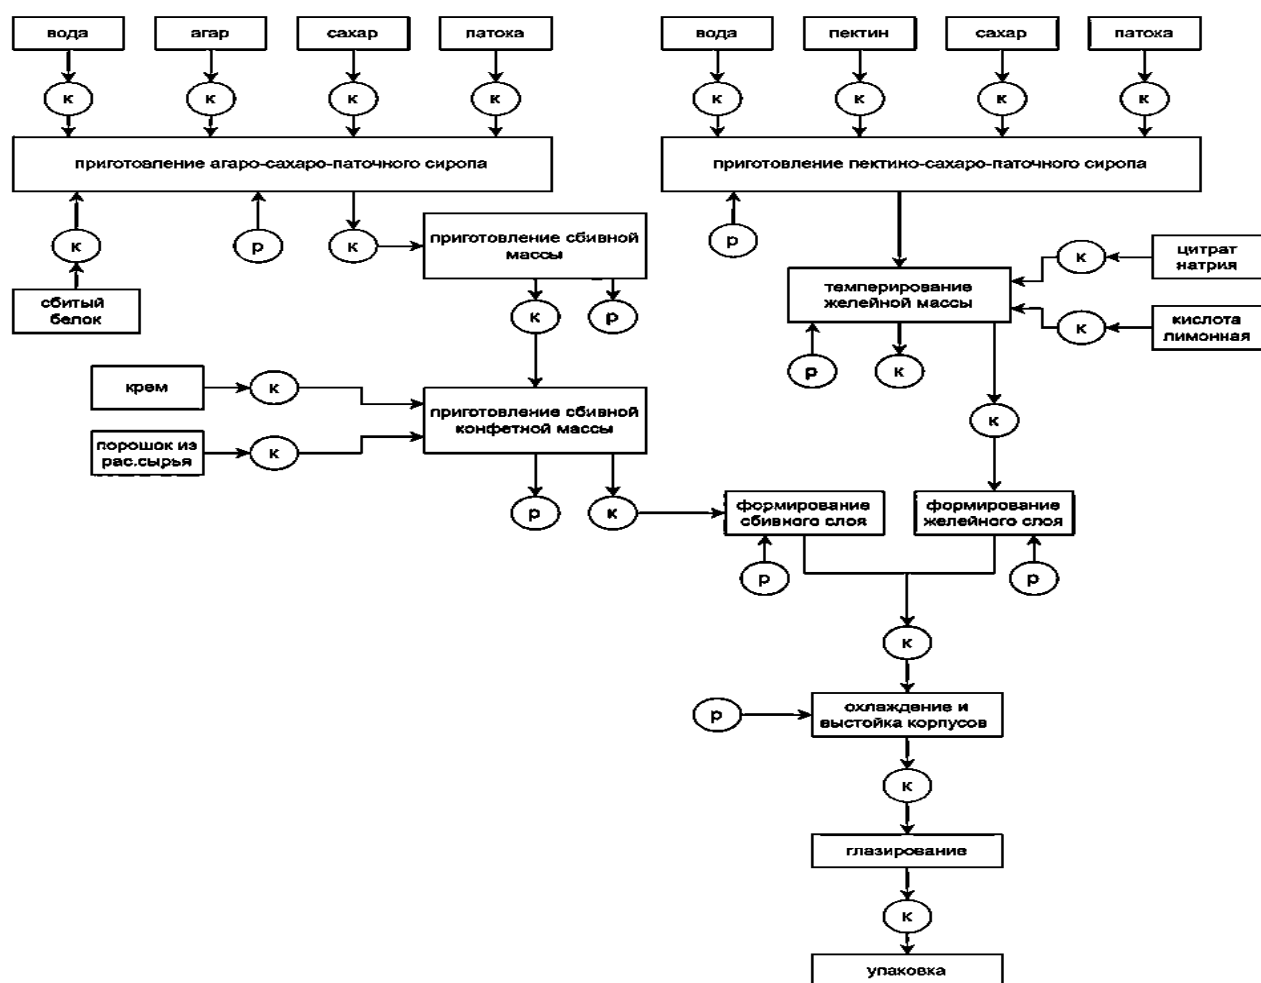 вода
агар
сахар
патока
вода
пектин
сахар
патока
к
к
к
к
к
к
к
к
приготовление агаро-сахаро-паточного сиропа
приготовление пектино-сахаро-паточного сиропа
к
р
к
приготовление сбивной
массы
р
сбитый
белок
к
р
темперирование
желейной массы
к
цитрат
натрия
к
кислота
лимонная
р
к
крем
к
порошок из
рас.сырья
к
приготовление сбивной
конфетной массы
к
р
к
формирование
сбивного слоя
формирование
желейного слоя
р
р
к
р
охлаждение и
выстойка корпусов
к
глазирование
к
упаковка